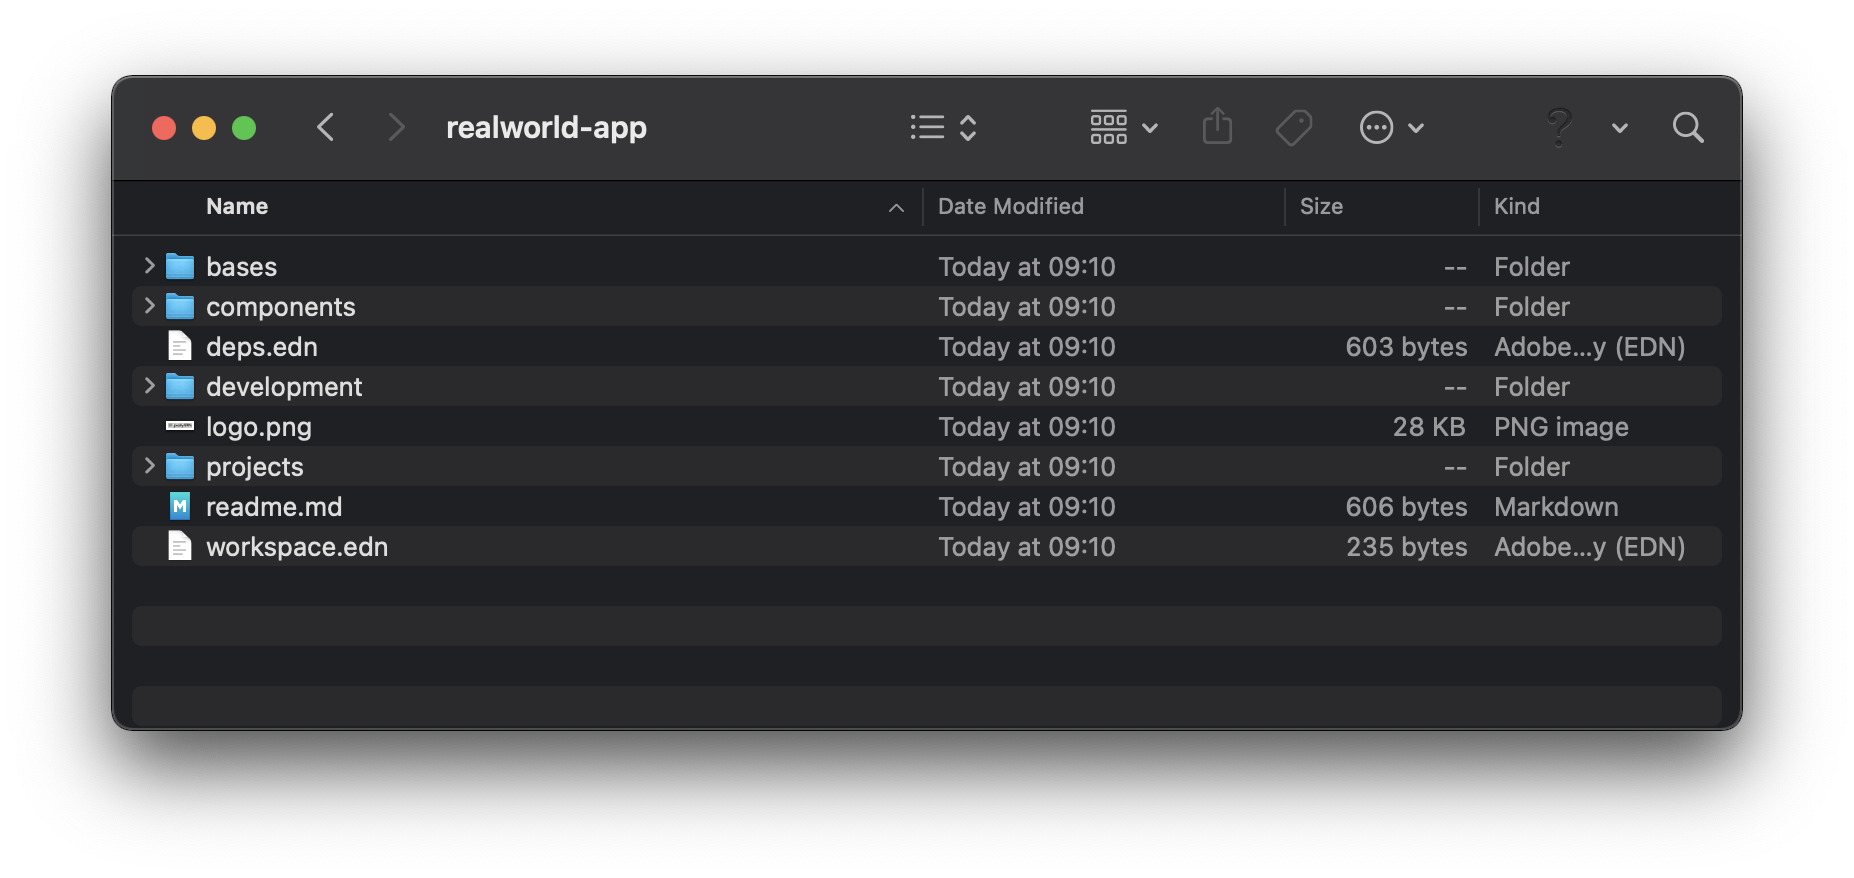 realworld-app
Name Date Modified Size Kind
bases Today at 09:10 -- Folder
components Today at 09:10 -- Folder
deps.edn Today at 09:10 603 bytes Adobe...y (EDN)
development Today at 09:10 -- Folder
logo.png Today at 09:10 28 KB PNG image
projects Today at 09:10 -- Folder
M readme.md Today at 09:10 606 bytes Markdown
workspace.edn Today at 09:10 235 bytes Adobe...y (EDN)